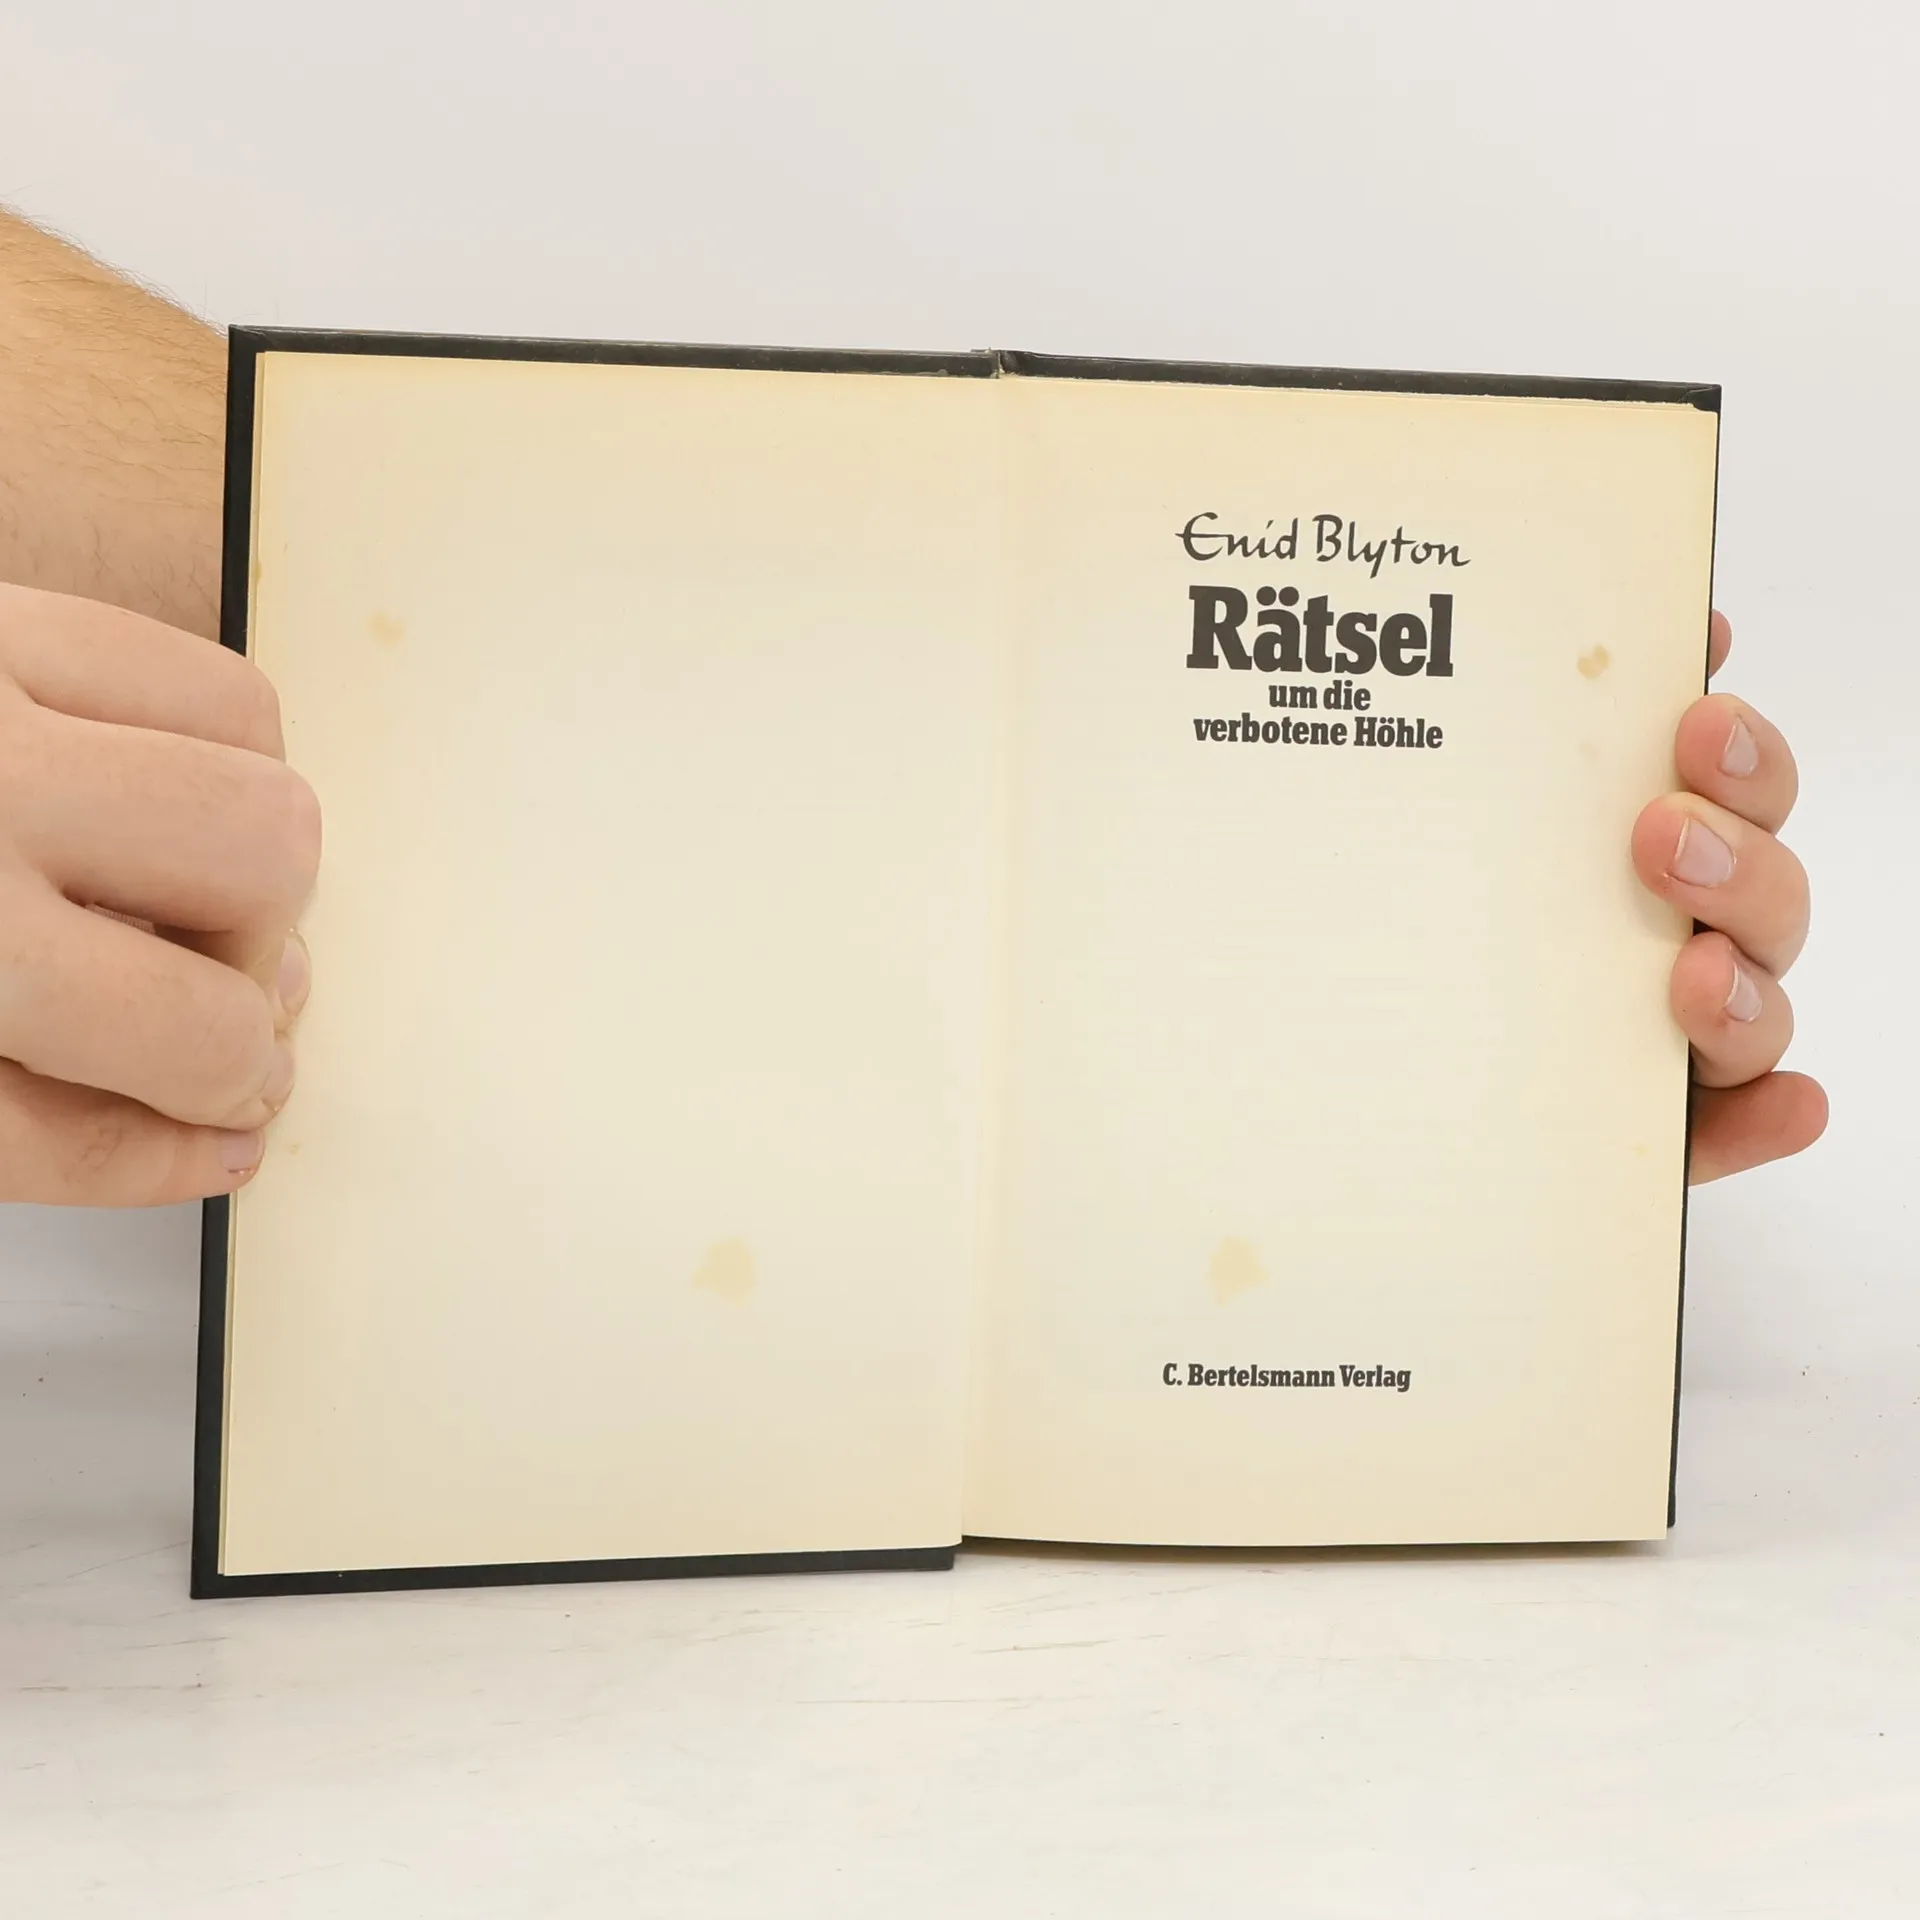 Enid Blyton
Rätsel
um die
verbotene Höhle
C. Bertelsmann Verlag